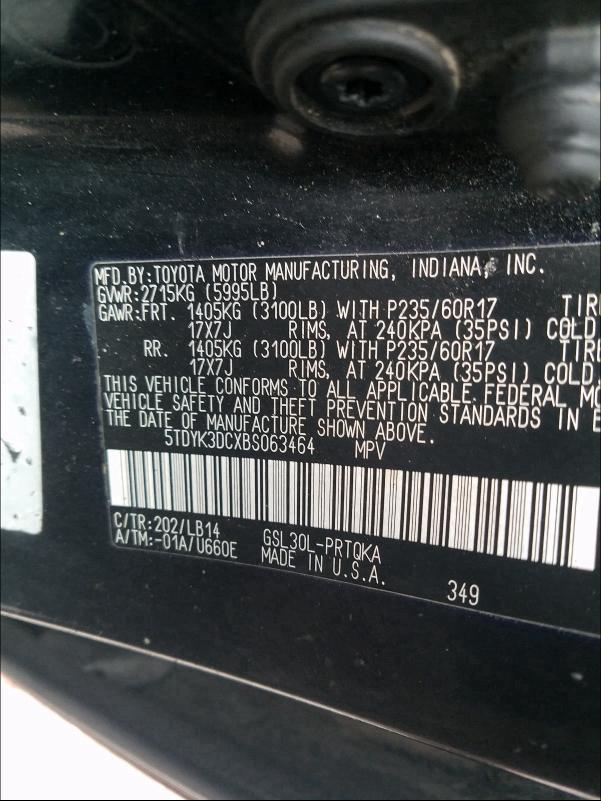 MFD. BY: TOYOTA MOTOR MANUFACTURING, INDIANA, INC.
GVWR: 2715KG (5995LB)
GAWR: FRT. 1405KG (3100LB) WITH P235/60R17 TIRE
17X7J RIMS, AT 240KPA (35PSI) COLD
RR. 1405KG (3100LB) WITH P235/60R17 TIRE
17X7J RIMS, AT 240KPA (35PSI) COLD.
THIS VEHICLE CONFORMS TO ALL APPLICABLE FEDERAL MO
VEHICLE SAFETY AND THEFT PREVENTION STANDARDS IN E
THE DATE OF MANUFACTURE SHOWN ABOVE.
5TDYK3DCXBS063464 MPV
C/TR: 202/LB14 GSL30L-PRTQKA
A/TM: -01A/U660E MADE IN U.S.A.
349